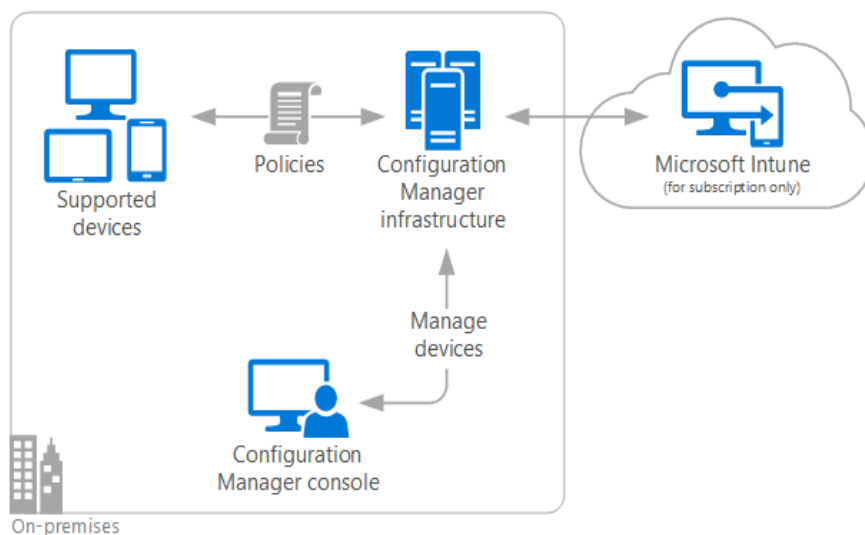 Supported
devices
Policies
Configuration
Manager
infrastructure
Microsoft Intune
(for subscription only)
Manage
devices
Configuration
Manager console
On-premises